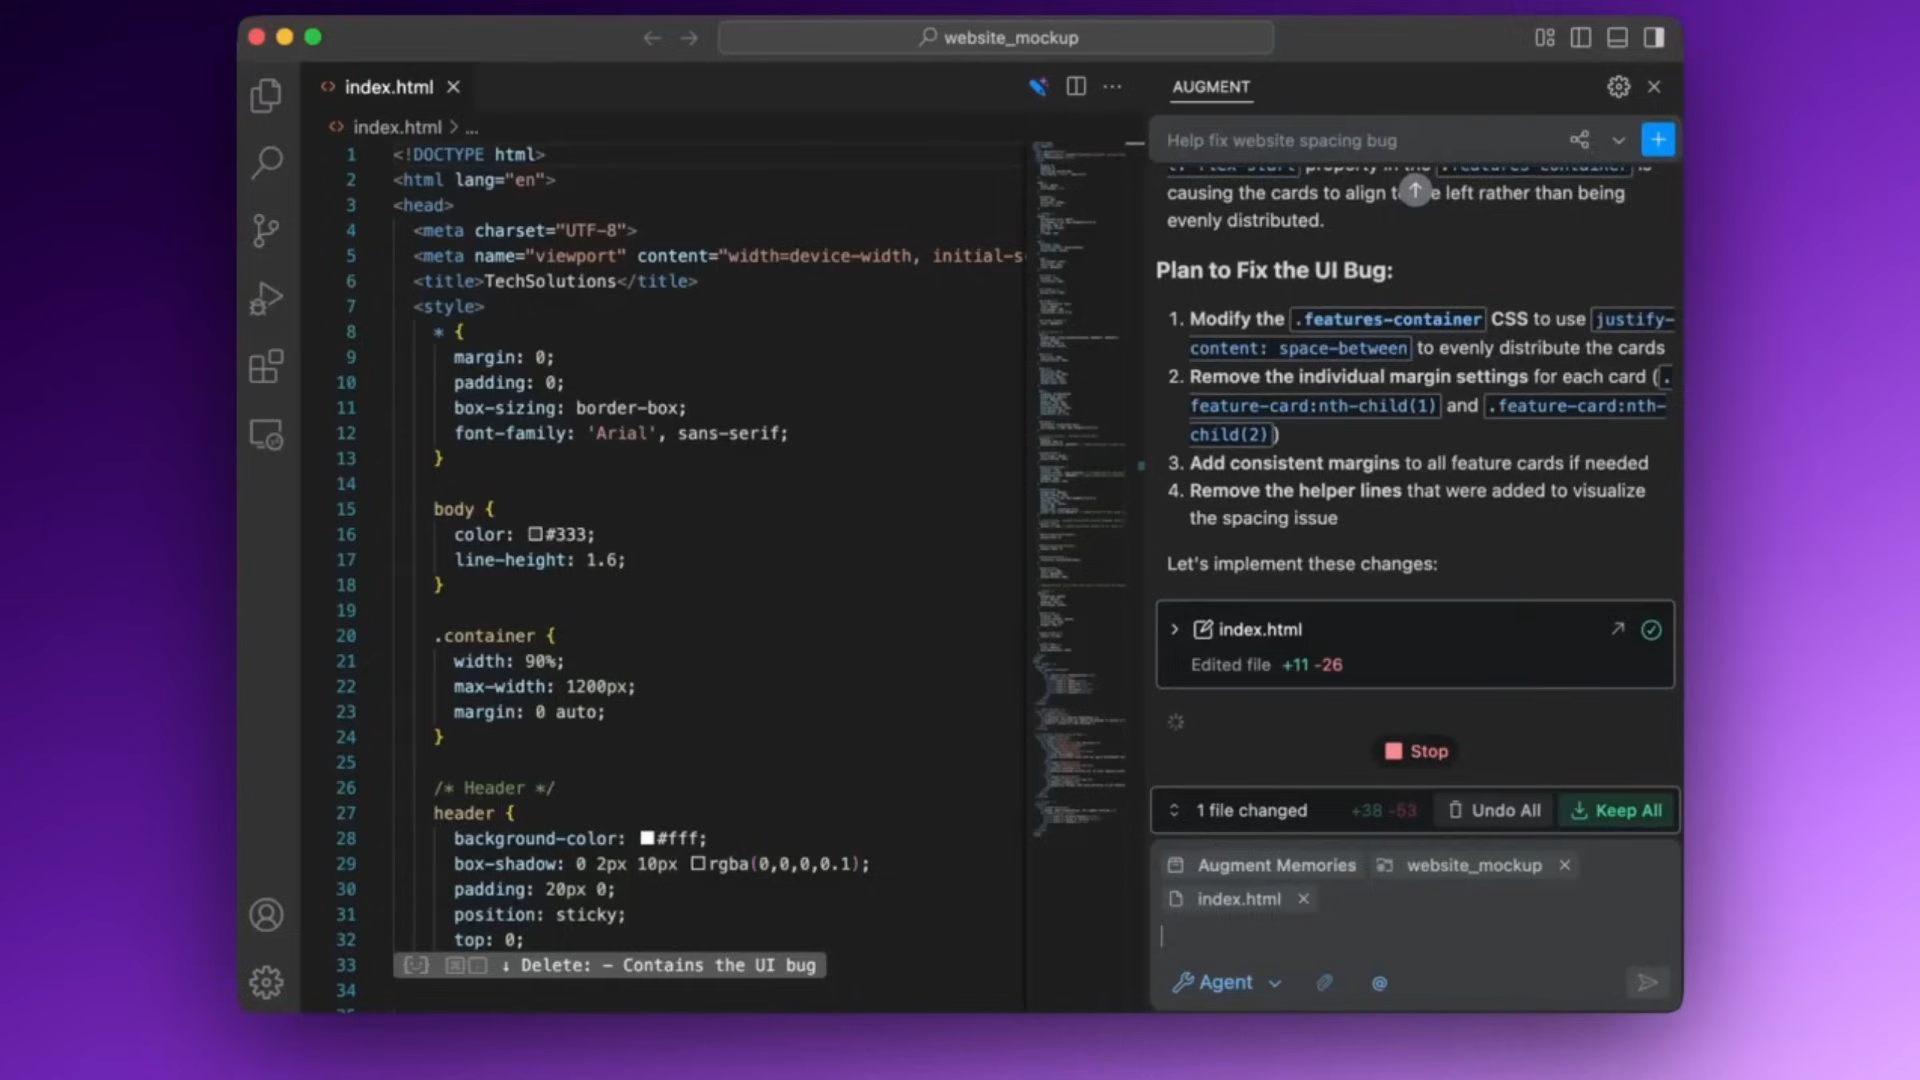 website_mockup
index.html
index.html > ...
1 <!DOCTYPE html>
2 <html lang="en">
3 <head>
4 <meta charset="UTF-8">
5 <meta name="viewport" content="width=device-width,
6 <title>TechSolutions</title>
7 <style>
8 * {
9 margin: 0;
10 padding: 0;
11 box-sizing: border-box;
12 font-family: 'Arial', sans-serif;
13 }
14
15 body {
16 color: #333;
17 line-height: 1.6;
18 }
19
20 .container {
21 width: 90%;
22 max-width: 1200px;
23 margin: 0 auto;
24 }
25
26 /* Header */
27 header {
28 background-color: #fff;
29 box-shadow: 0 2px 10px rgba(0,0,0,0.1);
30 padding: 20px 0;
31 position: sticky;
32 top: 0;
33 ↓ Delete: - Contains the UI bug
34
AUGMENT
Help fix website spacing bug
property in the
causing the cards to align left rather than being
evenly distributed.
Plan to Fix the UI Bug:
1. Modify the .features-container CSS to use justify-
content: space-between to evenly distribute the cards
2. Remove the individual margin settings for each card (.
feature-card:nth-child(1) and .feature-card:nth-
child(2))
3. Add consistent margins to all feature cards if needed
4. Remove the helper lines that were added to visualize
the spacing issue
Let's implement these changes:
index.html
Edited file +11 -26
Stop
1 file changed +38 -53 Undo All Keep All
Augment Memories website_mockup
index.html
Agent @